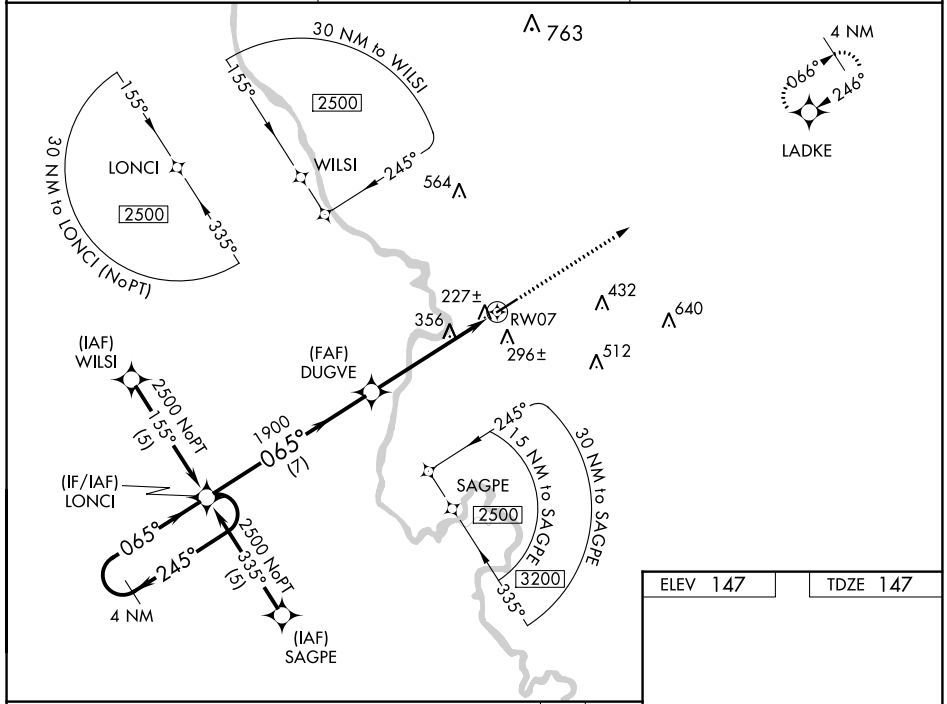 763
4 NM
066°
246°
LADKE
30 NM to WILSI
155°
2500
WILSI
245°
564
155°
LONCI
2500
335°
30 NM to LONCI (NoPT)
227±
356
RW07
296±
432
640
512
(IAF)
WILSI
2500 NoPT
155°
(5)
(FAF)
DUGVE
1900
065°
(7)
(IF/IAF)
LONCI
065°
245°
4 NM
2500 NoPT
335°
(5)
(IAF)
SAGPE
245°
15 NM to SAGPE
30 NM to SAGPE
SAGPE
2500
3200
335°
ELEV 147
TDZE 147